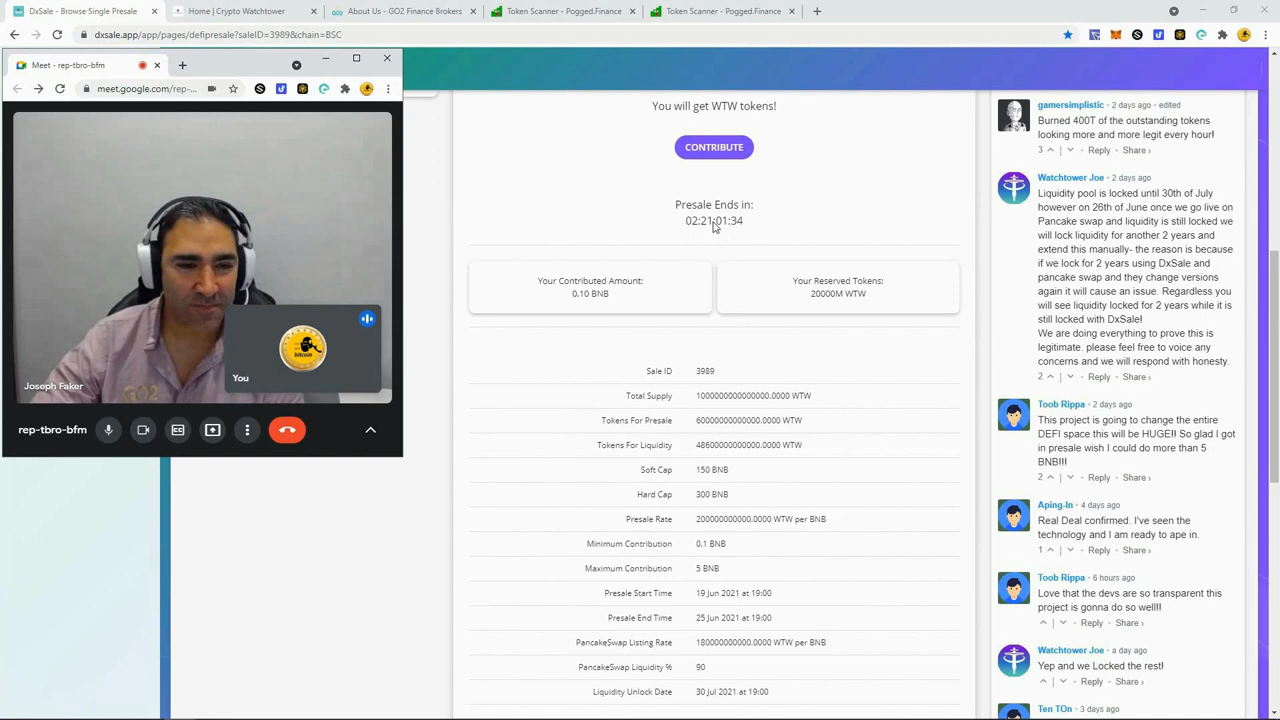 DxSale - Browse Single Presale
Home | Crypto Watchtower
About Us - GO2 Finance Brokers
Token Scanner - Pogged.Finance
Token Scanner - Pogged.Finance
dxsale.app/app/pages/defipresale?saleID=3989&chain=BSC
Meet - rep-tbro-bfm
meet.google.com/rep-...
GO2
Joseph Faker
bitcoin
You
rep-tbro-bfm
You will get WTW tokens!
CONTRIBUTE
Presale Ends in:
02:21:01:34
Your Contributed Amount:
0.10 BNB
Your Reserved Tokens:
20000M WTW
Sale ID 3989
Total Supply 1000000000000000.0000 WTW
Tokens For Presale 60000000000000.0000 WTW
Tokens For Liquidity 48600000000000.0000 WTW
Soft Cap 150 BNB
Hard Cap 300 BNB
Presale Rate 200000000000.0000 WTW per BNB
Minimum Contribution 0.1 BNB
Maximum Contribution 5 BNB
Presale Start Time 19 Jun 2021 at 19:00
Presale End Time 25 Jun 2021 at 19:00
PancakeSwap Listing Rate 180000000000.0000 WTW per BNB
PancakeSwap Liquidity % 90
Liquidity Unlock Date 30 Jul 2021 at 19:00
gamersimplistic • 2 days ago • edited
Burned 400T of the outstanding tokens
looking more and more legit every hour!
3 • Reply • Share ›
Watchtower Joe • 2 days ago
Liquidity pool is locked until 30th of July
however on 26th of June once we go live on
Pancake swap and liquidity is still locked we
will lock liquidity for another 2 years and
extend this manually- the reason is because
if we lock for 2 years using DxSale and
pancake swap and they change versions
again it will cause an issue. Regardless you
will see liquidity locked for 2 years while it is
still locked with DxSale!
We are doing everything to prove this is
legitimate. please feel free to voice any
concerns and we will respond with honesty.
2 • Reply • Share ›
Toob Rippa • 2 days ago
This project is going to change the entire
DEFI space this will be HUGE!! So glad I got
in presale wish I could do more than 5
BNB!!!
2 • Reply • Share ›
Aping-In • 4 days ago
Real Deal confirmed. I've seen the
technology and I am ready to ape in.
1 • Reply • Share ›
Toob Rippa • 6 hours ago
Love that the devs are so transparent this
project is gonna do so well!!
• Reply • Share ›
Watchtower Joe • a day ago
Yep and we Locked the rest!
• Reply • Share ›
Ten TOn • 3 days ago